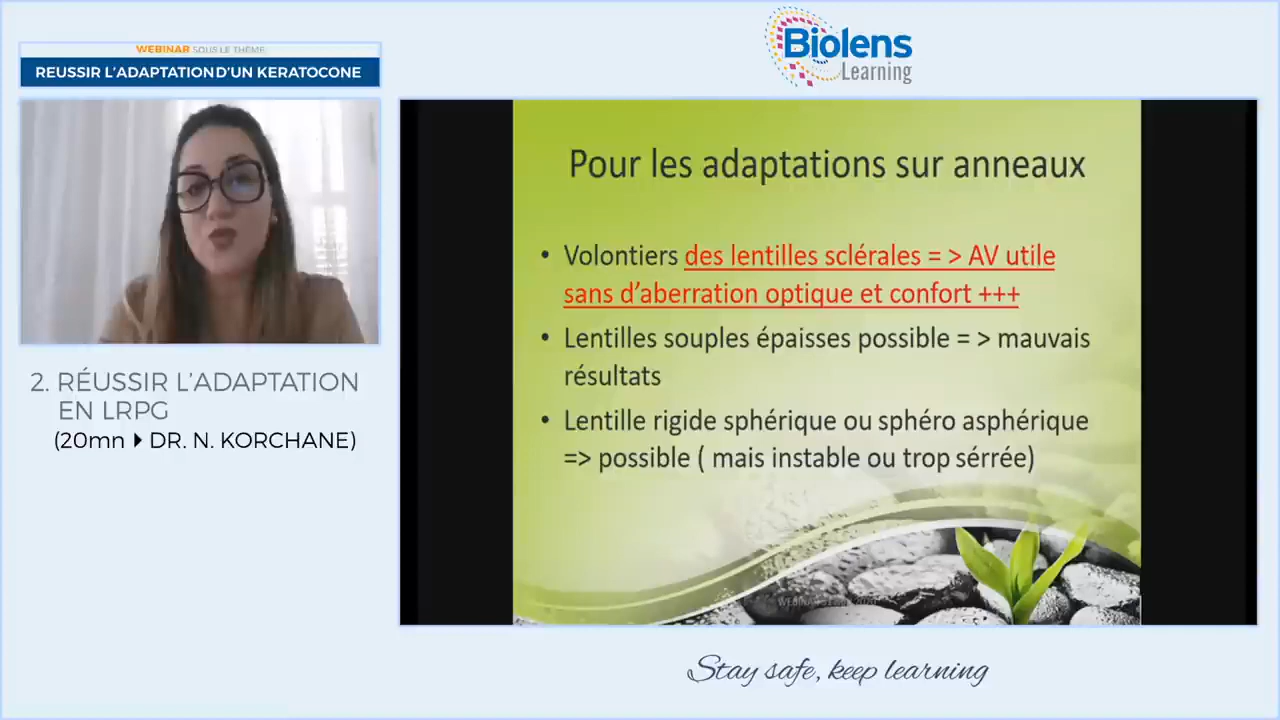 WEBINAR SOUS LE THÈME
REUSSIR L'ADAPTATION D'UN KERATOCONE
Biolens
Learning
Pour les adaptations sur anneaux
• Volontiers des lentilles sclérales = > AV utile
sans d'aberration optique et confort +++
• Lentilles souples épaisses possible = > mauvais
résultats
• Lentille rigide sphérique ou sphéro asphérique
=> possible ( mais instable ou trop sérrée)
2. RÉUSSIR L'ADAPTATION
EN LRPG
(20mn DR. N. KORCHANE)
Stay safe, keep learning